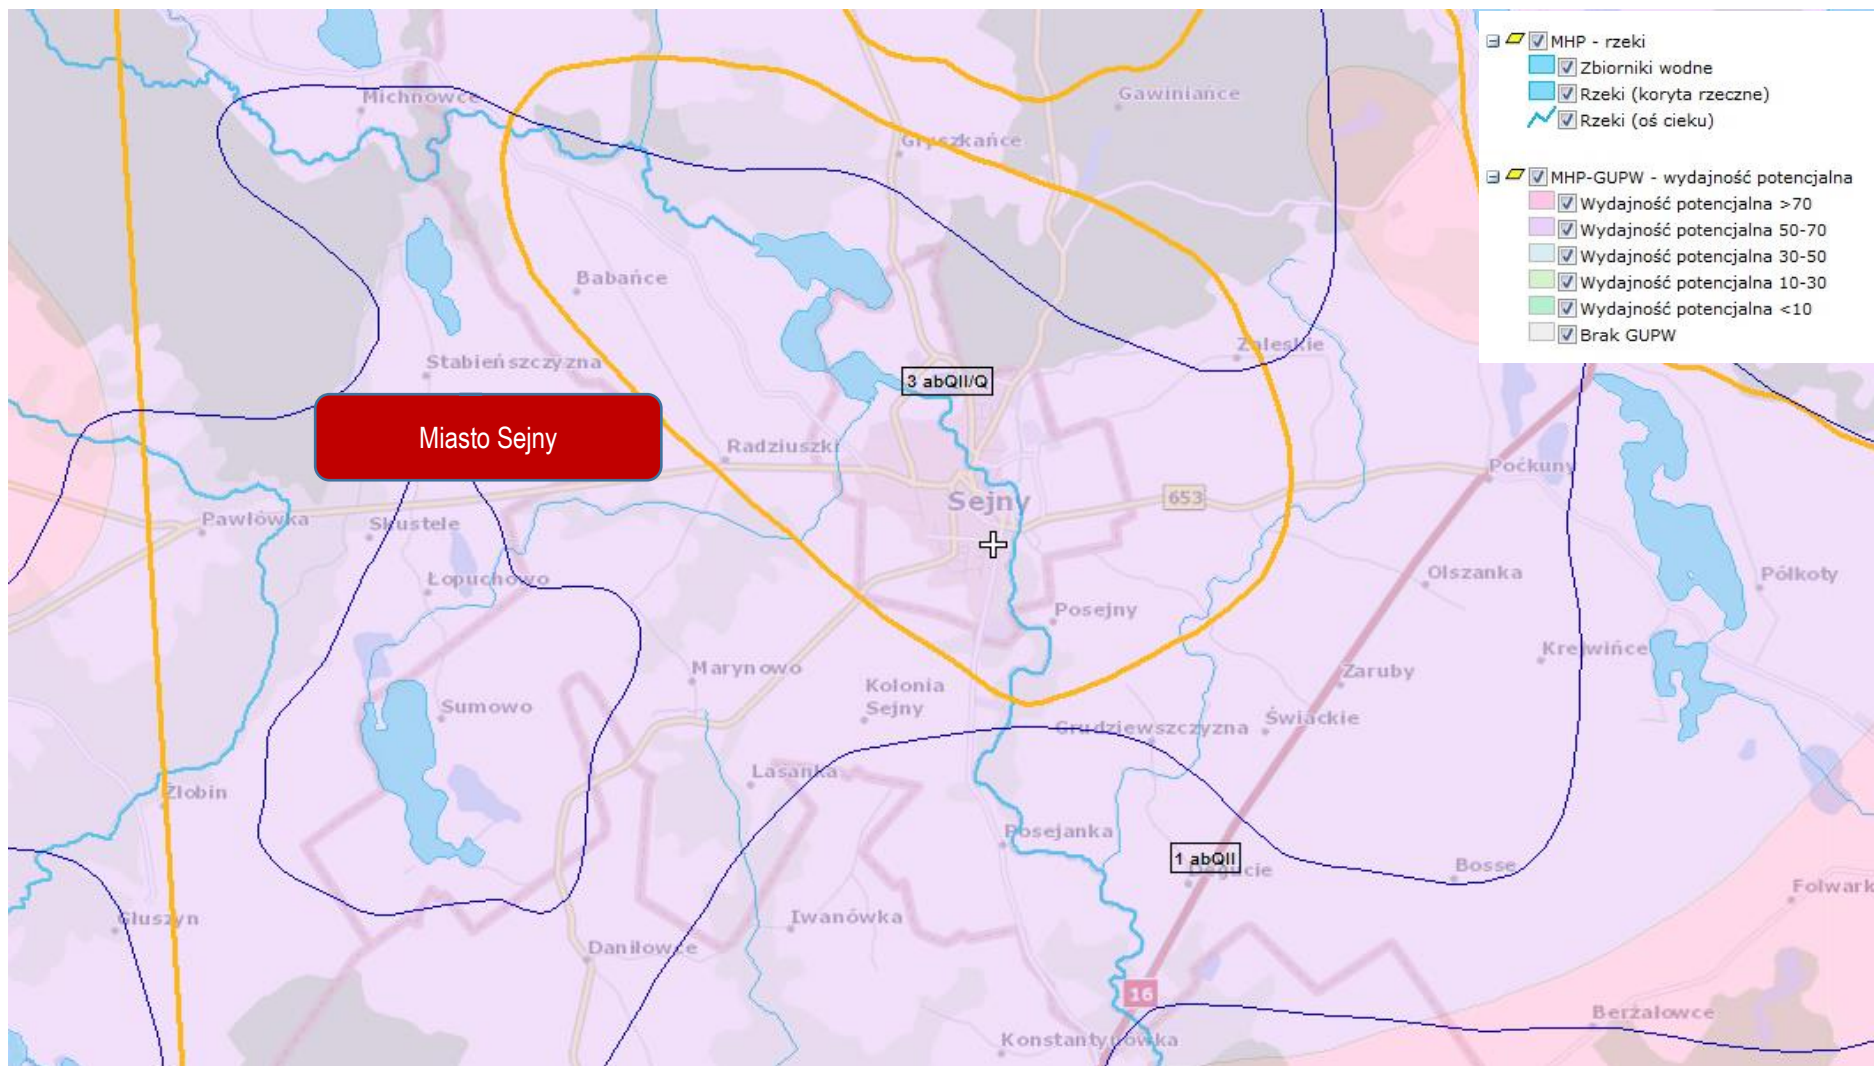 MHP - rzeki
Zbiorniki wodne
Rzeki (koryta rzeczne)
Rzeki (oś cieku)
MHP-GUPW - wydajność potencjalna
Wydajność potencjalna >70
Wydajność potencjalna 50-70
Wydajność potencjalna 30-50
Wydajność potencjalna 10-30
Wydajność potencjalna <10
Brak GUPW
Michnowce
Gawiniańce
Gryszkańce
Babańce
Zaleskie
Stabieńszczyzna
3 abQII/Q
Miasto Sejny
Radziuszki
Poćkuny
Sejny
653
Pawłówka
Skustele
Łopuchowo
Olszanka
Półkoty
Posejny
Krejwińce
Marynowo
Zaruby
Kolonia
Sejny
Sumowo
Grudziewszczyzna
Świackie
Lasanka
Żłobin
Posejanka
1 abQII
Degucie
Bosse
Folwark
Głuszyn
Iwanówka
Daniłowce
16
Berżałowce
Konstantynówka